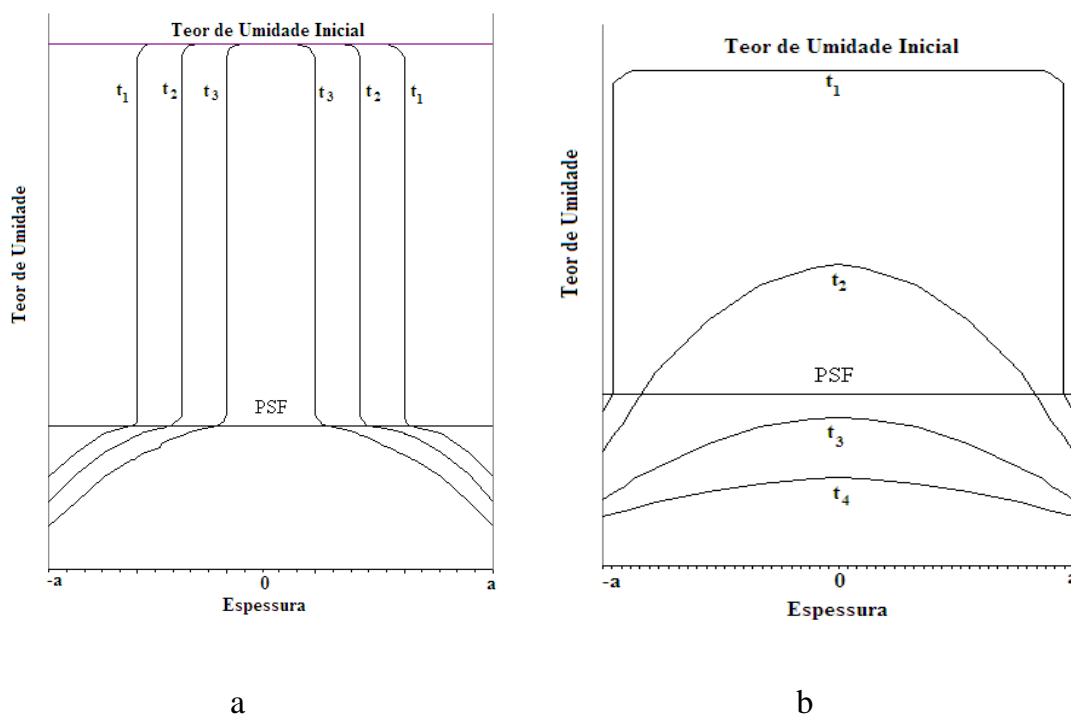 Teor de Umidade Inicial
t1
t2
t3
t3
t2
t1
Teor de Umidade
PSF
-a
0
a
Espessura
a
Teor de Umidade Inicial
t1
Teor de Umidade
t2
PSF
t3
t4
-a
0
a
Espessura
b